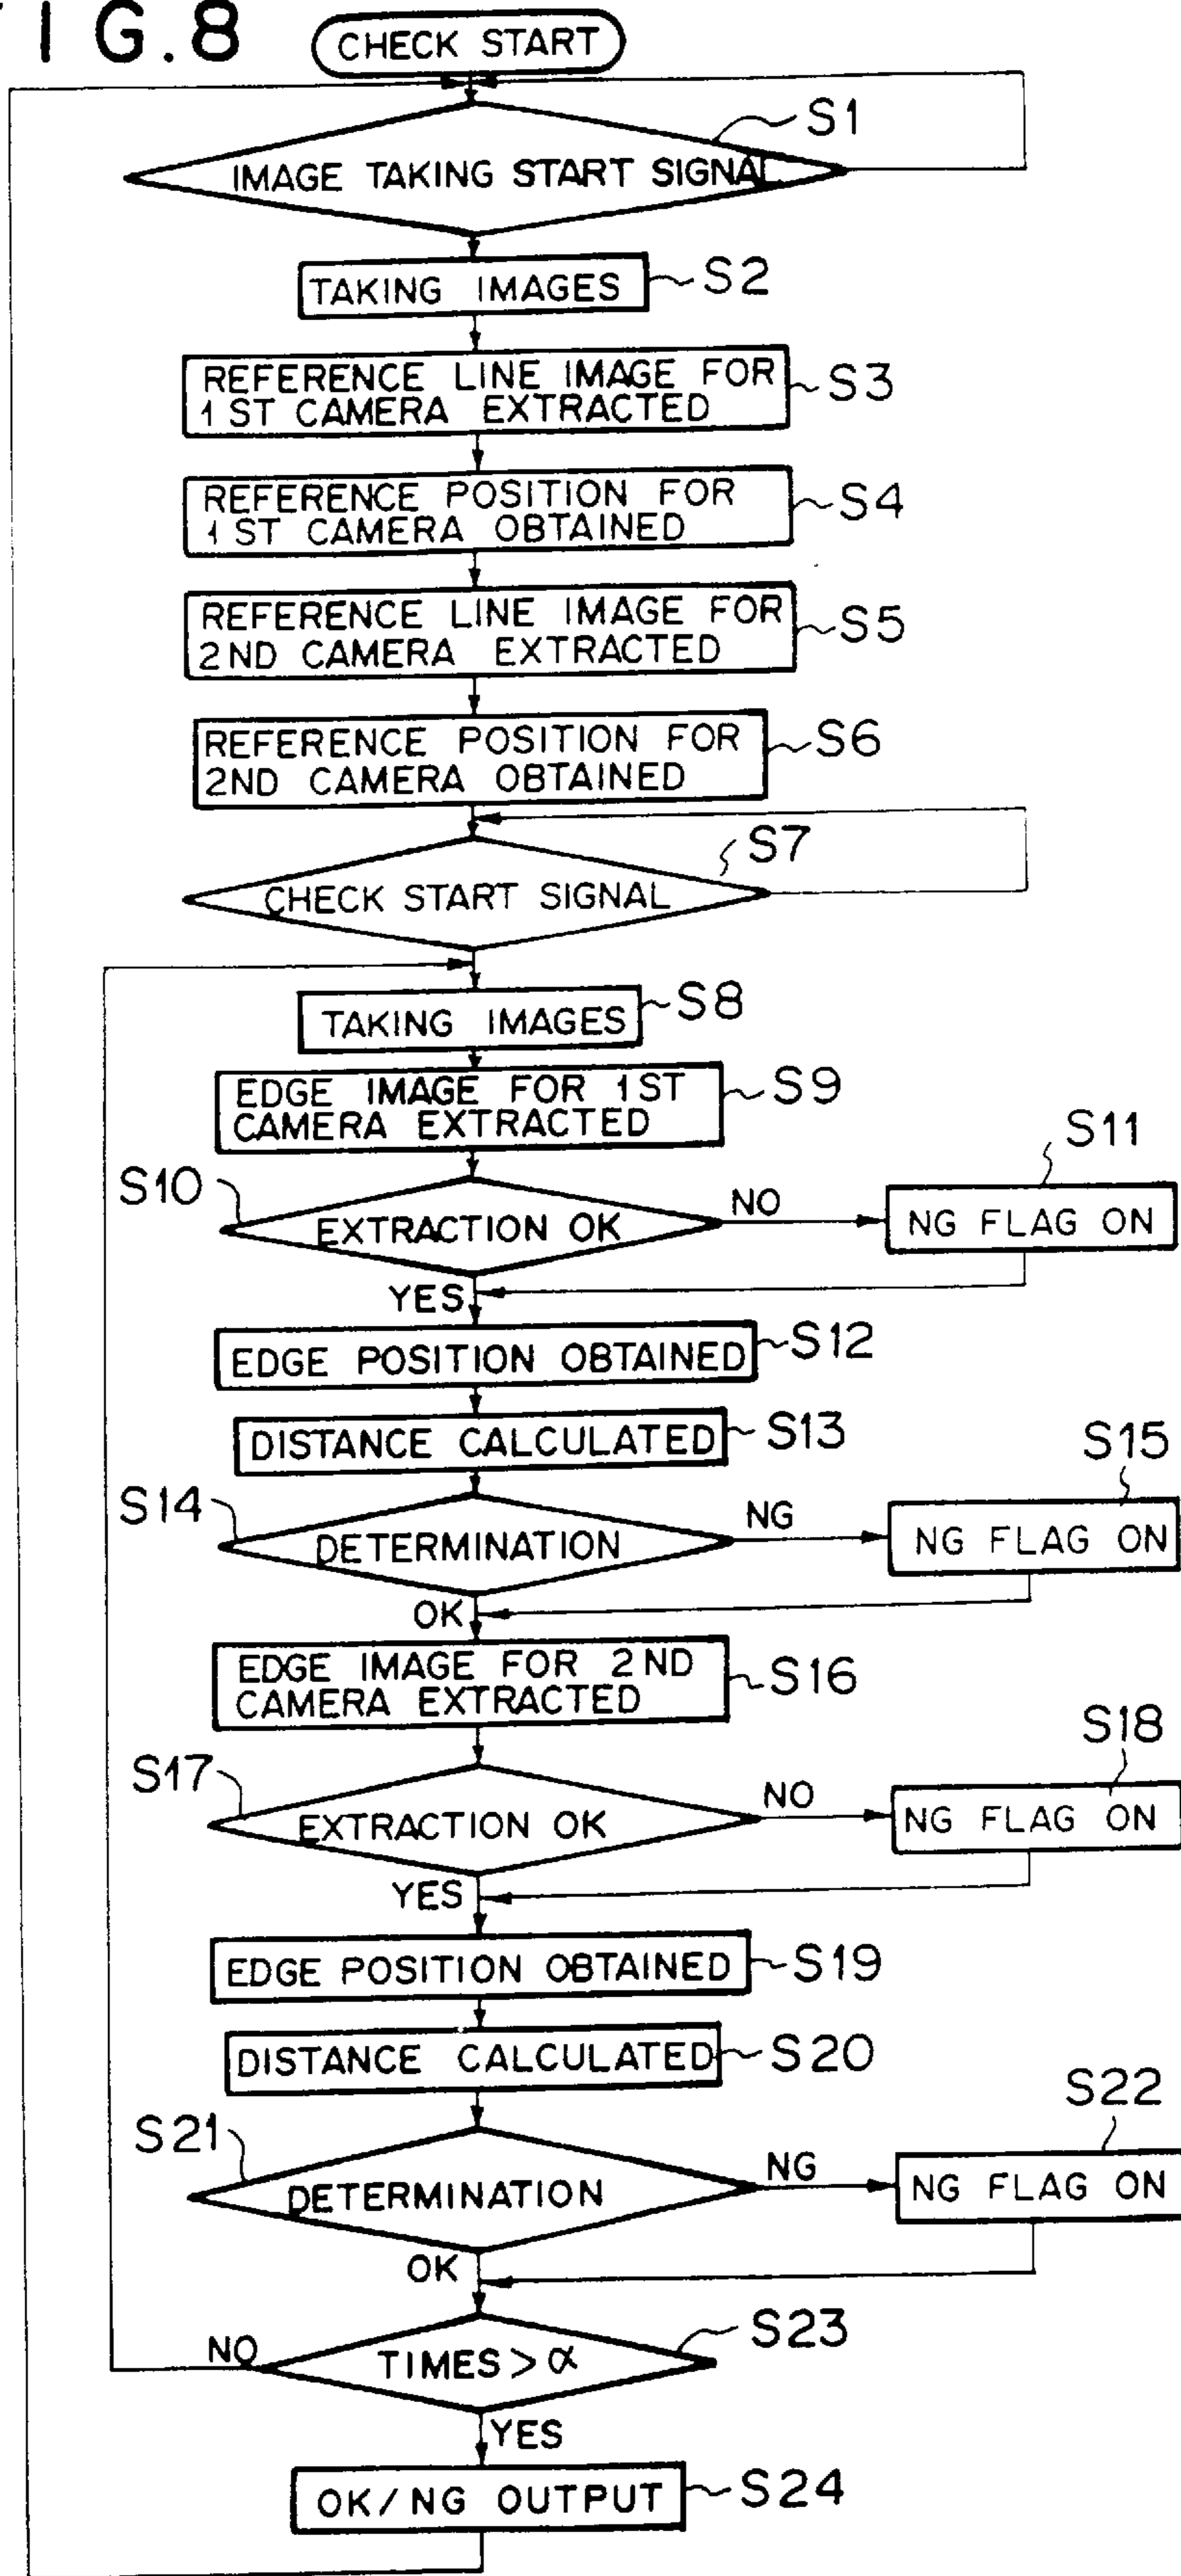 FIG.8
CHECK START
S1
IMAGE TAKING START SIGNAL
S2
TAKING IMAGES
REFERENCE LINE IMAGE FOR
1ST CAMERA EXTRACTED
S3
REFERENCE POSITION FOR
1ST CAMERA OBTAINED
S4
REFERENCE LINE IMAGE FOR
2ND CAMERA EXTRACTED
S5
REFERENCE POSITION FOR
2ND CAMERA OBTAINED
S6
S7
CHECK START SIGNAL
S8
TAKING IMAGES
S9
EDGE IMAGE FOR 1ST
CAMERA EXTRACTED
S10
EXTRACTION OK
NO
S11
NG FLAG ON
YES
EDGE POSITION OBTAINED
S12
DISTANCE CALCULATED
S13
S14
DETERMINATION
NG
S15
NG FLAG ON
OK
EDGE IMAGE FOR 2ND
CAMERA EXTRACTED
S16
S17
EXTRACTION OK
NO
S18
NG FLAG ON
YES
EDGE POSITION OBTAINED
S19
DISTANCE CALCULATED
S20
S21
DETERMINATION
NG
S22
NG FLAG ON
OK
NO
TIMES > α
S23
YES
OK/NG OUTPUT
S24